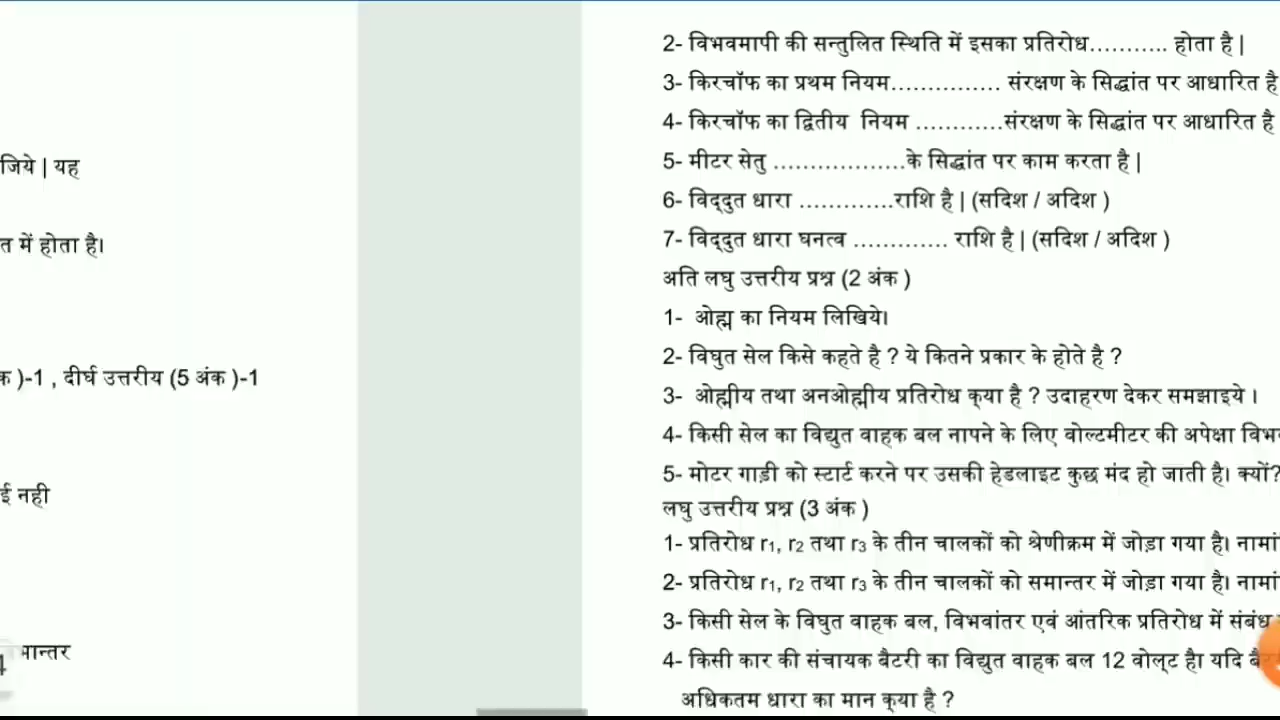 जिये | यह
त में होता है।
क )-1 , दीर्घ उत्तरीय (5 अंक )-1
ई नही
मान्तर
4
2- विभवमापी की सन्तुलित स्थिति में इसका प्रतिरोध........... होता है |
3- किरचॉफ का प्रथम नियम............... संरक्षण के सिद्धांत पर आधारित है
4- किरचॉफ का द्वितीय नियम ............संरक्षण के सिद्धांत पर आधारित है
5- मीटर सेतु ..................के सिद्धांत पर काम करता है |
6- विद्दुत धारा .............राशि है | (सदिश / अदिश )
7- विद्दुत धारा घनत्व ............. राशि है | (सदिश / अदिश )
अति लघु उत्तरीय प्रश्न (2 अंक )
1- ओह्म का नियम लिखिये।
2- विघुत सेल किसे कहते है ? ये कितने प्रकार के होते है ?
3- ओह्मीय तथा अनओह्मीय प्रतिरोध क्या है ? उदाहरण देकर समझाइये ।
4- किसी सेल का विद्युत वाहक बल नापने के लिए वोल्टमीटर की अपेक्षा विभ
5- मोटर गाड़ी को स्टार्ट करने पर उसकी हेडलाइट कुछ मंद हो जाती है। क्यों?
लघु उत्तरीय प्रश्न (3 अंक )
1- प्रतिरोध r₁, r₂ तथा r₃ के तीन चालकों को श्रेणीक्रम में जोड़ा गया है। नामां
2- प्रतिरोध r₁, r₂ तथा r₃ के तीन चालकों को समान्तर में जोड़ा गया है। नामां
3- किसी सेल के विघुत वाहक बल, विभवांतर एवं आंतरिक प्रतिरोध में संबंध
4- किसी कार की संचायक बैटरी का विद्युत वाहक बल 12 वोल्ट है। यदि
अधिकतम धारा का मान क्या है ?